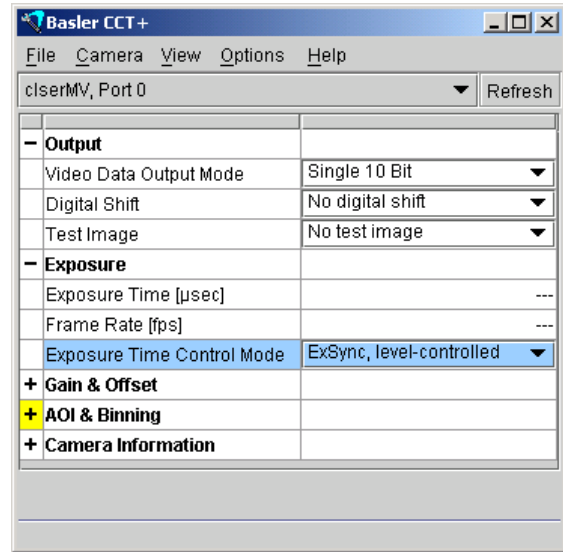 Basler CCT+
File Camera View Options Help
clserMV, Port 0 Refresh
− Output
Video Data Output Mode Single 10 Bit
Digital Shift No digital shift
Test Image No test image
− Exposure
Exposure Time [µsec] ---
Frame Rate [fps] ---
Exposure Time Control Mode ExSync, level-controlled
+ Gain & Offset
+ AOI & Binning
+ Camera Information